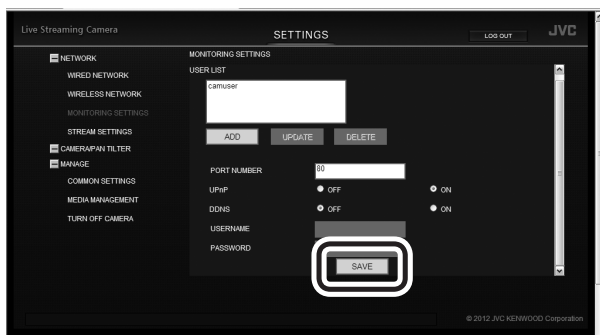 Live Streaming Camera
SETTINGS
LOG OUT
JVC
NETWORK
WIRED NETWORK
WIRELESS NETWORK
MONITORING SETTINGS
STREAM SETTINGS
CAMERA/PAN TILTER
MANAGE
COMMON SETTINGS
MEDIA MANAGEMENT
TURN OFF CAMERA
MONITORING SETTINGS
USER LIST
camuser
ADD UPDATE DELETE
PORT NUMBER 80
UPnP OFF ON
DDNS OFF ON
USERNAME
PASSWORD
SAVE
© 2012 JVC KENWOOD Corporation